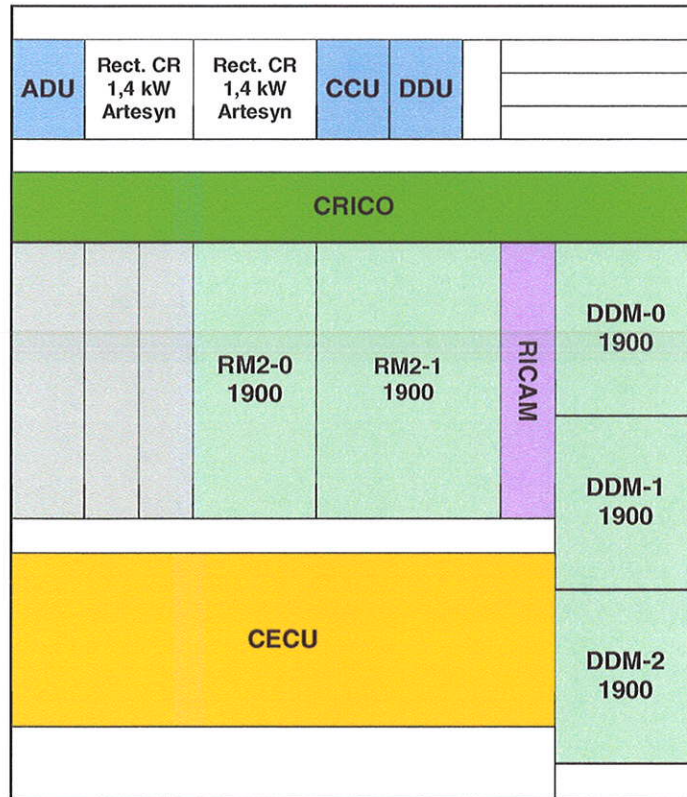 ADU
Rect. CR
1,4 kW
Artesyn
Rect. CR
1,4 kW
Artesyn
CCU
DDU
CRICO
RM2-0
1900
RM2-1
1900
RICAM
DDM-0
1900
DDM-1
1900
DDM-2
1900
CECU